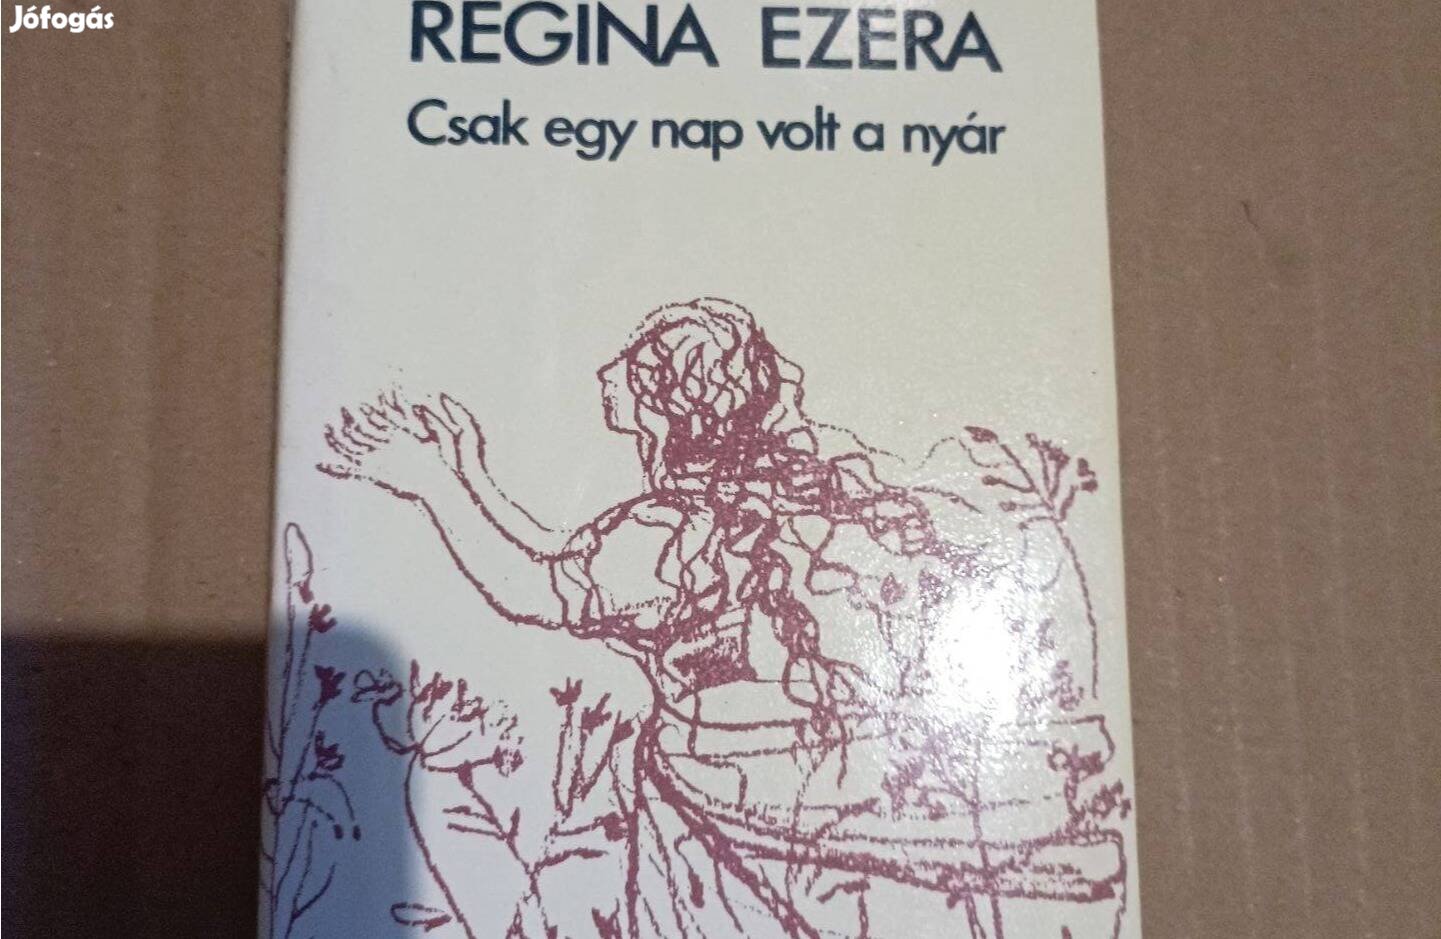 Jófogás
REGINA EZERA
Csak egy nap volt a nyár